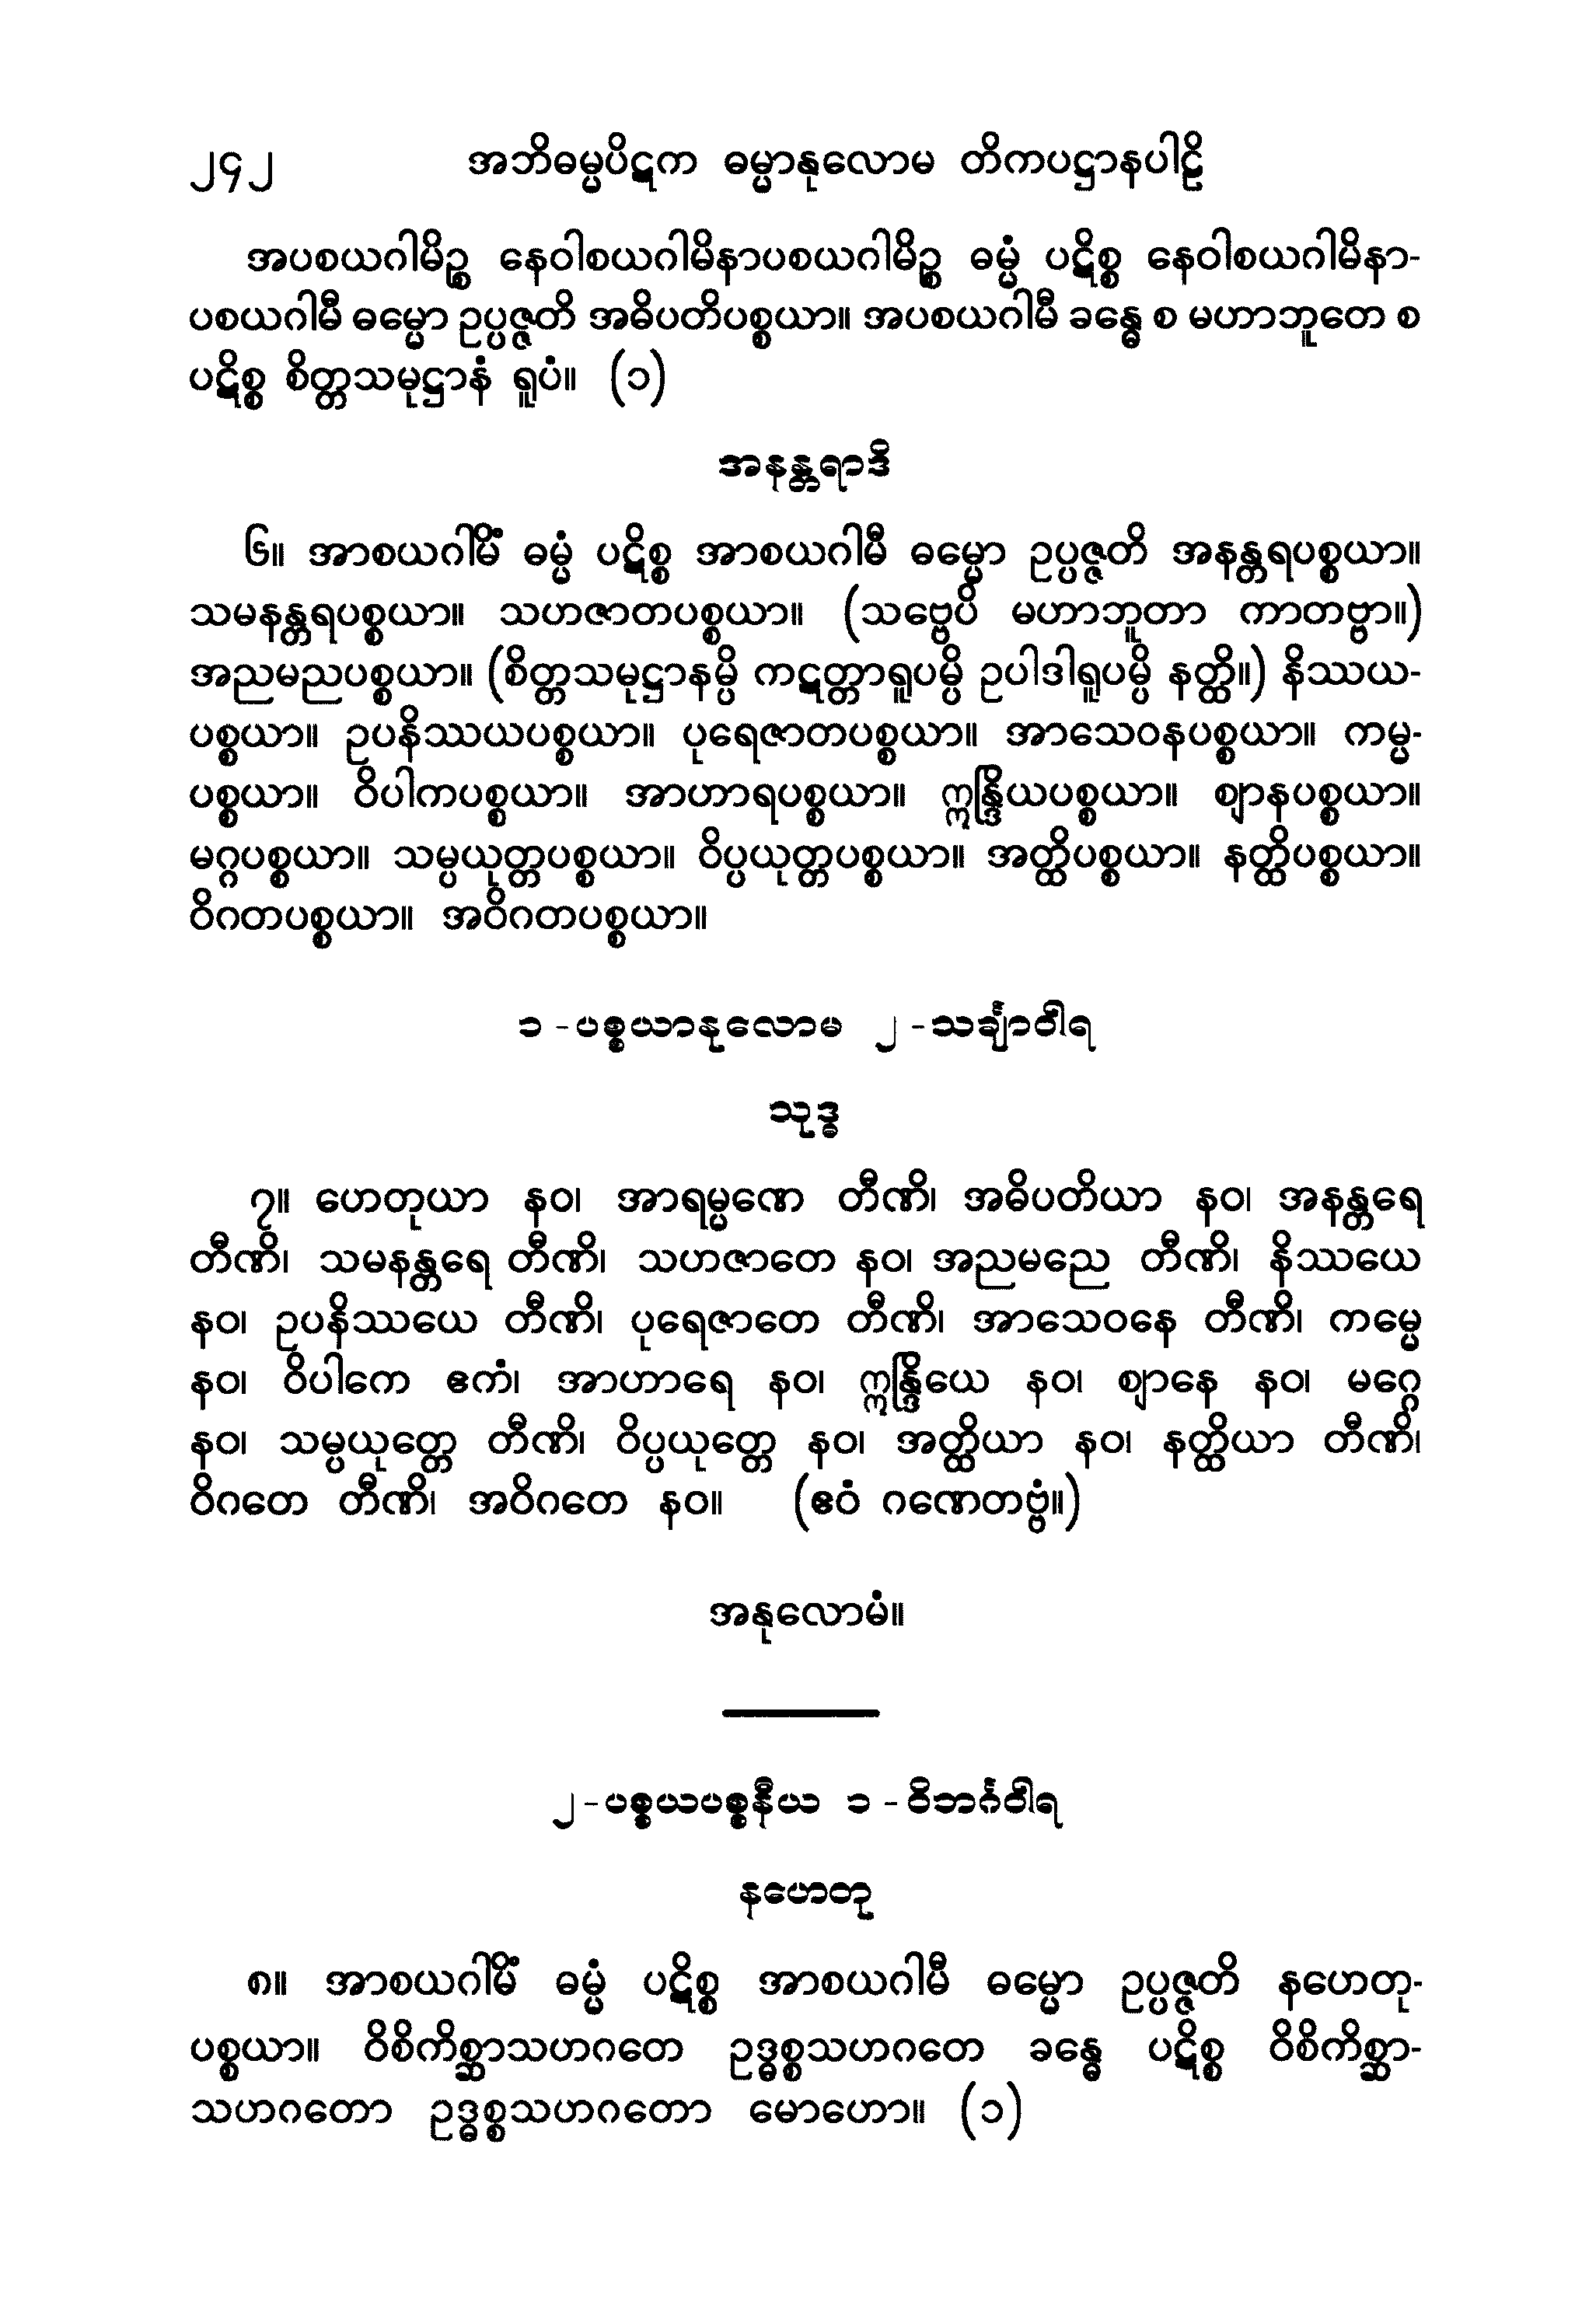 ၂၄၂ အဘိဓမ္မပိဋက ဓမ္မာနုလောမ တိကပဋ္ဌာနပါဠိ
အပစယဂါမိဉ္စ နေဝါစယဂါမိနာပစယဂါမိဉ္စ ဓမ္မံ ပဋိစ္စ နေဝါစယဂါမိနာ-
ပစယဂါမီ ဓမ္မော ဥပ္ပဇ္ဇတိ အဓိပတိပစ္စယာ။ အပစယဂါမီ ခန္ဓေ စ မဟာဘူတေ စ
ပဋိစ္စ စိတ္တသမုဋ္ဌာနံ ရူပံ။ (၁)
အနန္တရာဒိ
၆။ အာစယဂါမိံ ဓမ္မံ ပဋိစ္စ အာစယဂါမီ ဓမ္မော ဥပ္ပဇ္ဇတိ အနန္တရပစ္စယာ။
သမနန္တရပစ္စယာ။ သဟဇာတပစ္စယာ။ (သဗ္ဗေပိ မဟာဘူတာ ကာတဗ္ဗာ။)
အညမညပစ္စယာ။ (စိတ္တသမုဋ္ဌာနမ္ပိ ကဋတ္တာရူပမ္ပိ ဥပါဒါရူပမ္ပိ နတ္ထိ။) နိဿယ-
ပစ္စယာ။ ဥပနိဿယပစ္စယာ။ ပုရေဇာတပစ္စယာ။ အာသေဝနပစ္စယာ။ ကမ္မ-
ပစ္စယာ။ ဝိပါကပစ္စယာ။ အာဟာရပစ္စယာ။ ဣန္ဒြိယပစ္စယာ။ ဈာနပစ္စယာ။
မဂ္ဂပစ္စယာ။ သမ္ပယုတ္တပစ္စယာ။ ဝိပ္ပယုတ္တပစ္စယာ။ အတ္ထိပစ္စယာ။ နတ္ထိပစ္စယာ။
ဝိဂတပစ္စယာ။ အဝိဂတပစ္စယာ။
၁-ပစ္စယာနုလောမ ၂-သင်္ချာဝါရ
သုဒ္ဓ
၇။ ဟေတုယာ နဝ၊ အာရမ္မဏေ တီဏိ၊ အဓိပတိယာ နဝ၊ အနန္တရေ
တီဏိ၊ သမနန္တရေ တီဏိ၊ သဟဇာတေ နဝ၊ အညမညေ တီဏိ၊ နိဿယေ
နဝ၊ ဥပနိဿယေ တီဏိ၊ ပုရေဇာတေ တီဏိ၊ အာသေဝနေ တီဏိ၊ ကမ္မေ
နဝ၊ ဝိပါကေ ဧကံ၊ အာဟာရေ နဝ၊ ဣန္ဒြိယေ နဝ၊ ဈာနေ နဝ၊ မဂ္ဂေ
နဝ၊ သမ္ပယုတ္တေ တီဏိ၊ ဝိပ္ပယုတ္တေ နဝ၊ အတ္ထိယာ နဝ၊ နတ္ထိယာ တီဏိ၊
ဝိဂတေ တီဏိ၊ အဝိဂတေ နဝ။ (ဧဝံ ဂဏေတဗ္ဗံ။)
အနုလောမံ။
၂-ပစ္စယပစ္စနီယ ၁-ဝိဘင်္ဂဝါရ
နဟေတု
၈။ အာစယဂါမိံ ဓမ္မံ ပဋိစ္စ အာစယဂါမီ ဓမ္မော ဥပ္ပဇ္ဇတိ နဟေတု-
ပစ္စယာ။ ဝိစိကိစ္ဆာသဟဂတေ ဥဒ္ဓစ္စသဟဂတေ ခန္ဓေ ပဋိစ္စ ဝိစိကိစ္ဆာ-
သဟဂတော ဥဒ္ဓစ္စသဟဂတော မောဟော။ (၁)